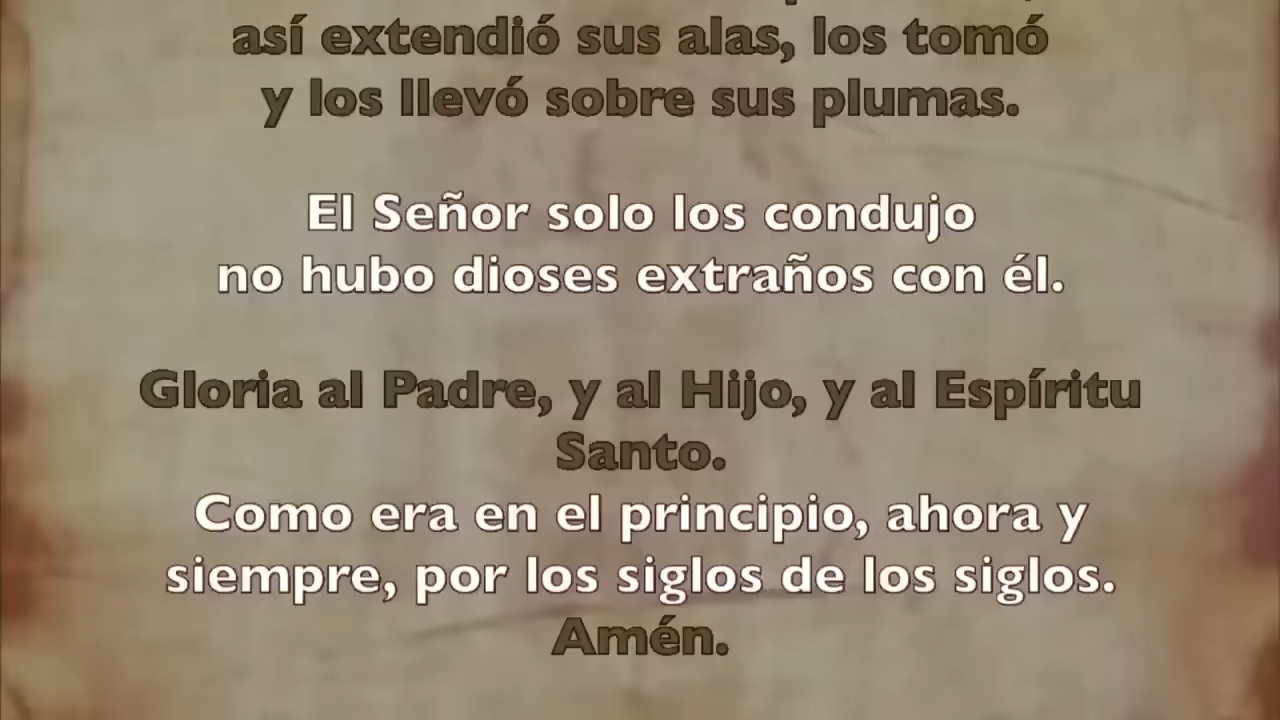 así extendió sus alas, los tomó
y los llevó sobre sus plumas.
El Señor solo los condujo
no hubo dioses extraños con él.
Gloria al Padre, y al Hijo, y al Espíritu
Santo.
Como era en el principio, ahora y
siempre, por los siglos de los siglos.
Amén.